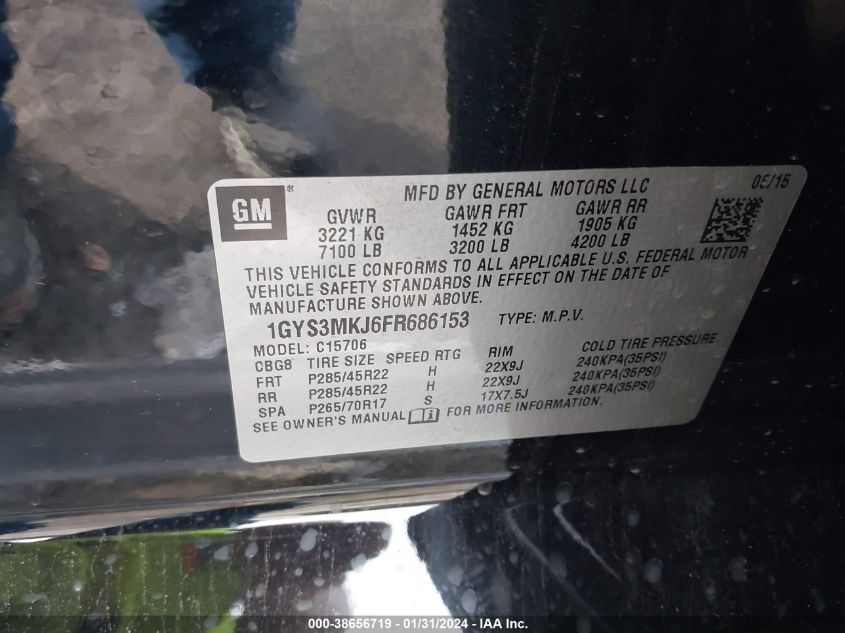 GM
®
MFD BY GENERAL MOTORS LLC 05/15
GVWR GAWR FRT GAWR RR
3221 KG 1452 KG 1905 KG
7100 LB 3200 LB 4200 LB
THIS VEHICLE CONFORMS TO ALL APPLICABLE U.S. FEDERAL MOTOR
VEHICLE SAFETY STANDARDS IN EFFECT ON THE DATE OF
MANUFACTURE SHOWN ABOVE.
1GYS3MKJ6FR686153 TYPE: M.P.V.
MODEL: C15706
CBG8 TIRE SIZE SPEED RTG RIM COLD TIRE PRESSURE
FRT P285/45R22 H 22X9J 240KPA(35PSI)
RR P285/45R22 H 22X9J 240KPA(35PSI)
SPA P265/70R17 S 17X7.5J 240KPA(35PSI)
SEE OWNER'S MANUAL FOR MORE INFORMATION.
000-38656719 - 01/31/2024 - IAA Inc.